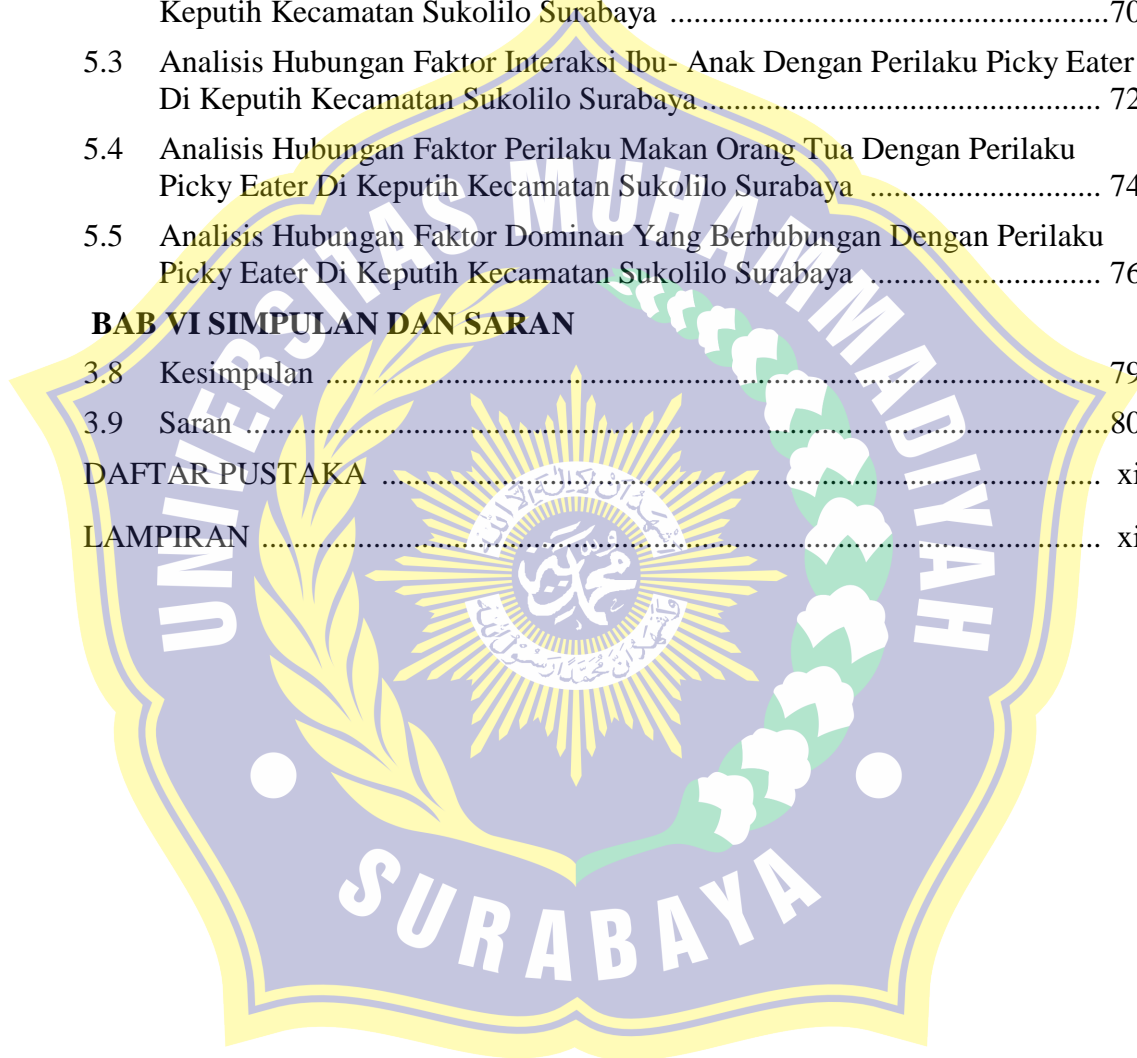 Keputih Kecamatan Sukolilo Surabaya ........................................................70
5.3 Analisis Hubungan Faktor Interaksi Ibu- Anak Dengan Perilaku Picky Eater
Di Keputih Kecamatan Sukolilo Surabaya ................................................... 72
5.4 Analisis Hubungan Faktor Perilaku Makan Orang Tua Dengan Perilaku
Picky Eater Di Keputih Kecamatan Sukolilo Surabaya .............................. 74
5.5 Analisis Hubungan Faktor Dominan Yang Berhubungan Dengan Perilaku
Picky Eater Di Keputih Kecamatan Sukolilo Surabaya .............................. 76
BAB VI SIMPULAN DAN SARAN
3.8 Kesimpulan .................................................................................................... 79
3.9 Saran ...............................................................................................................80
DAFTAR PUSTAKA ............................................................................................. xi
LAMPIRAN ............................................................................................................ xi
UNIVERSITAS MUHAMMADIYAH
SURABAYA